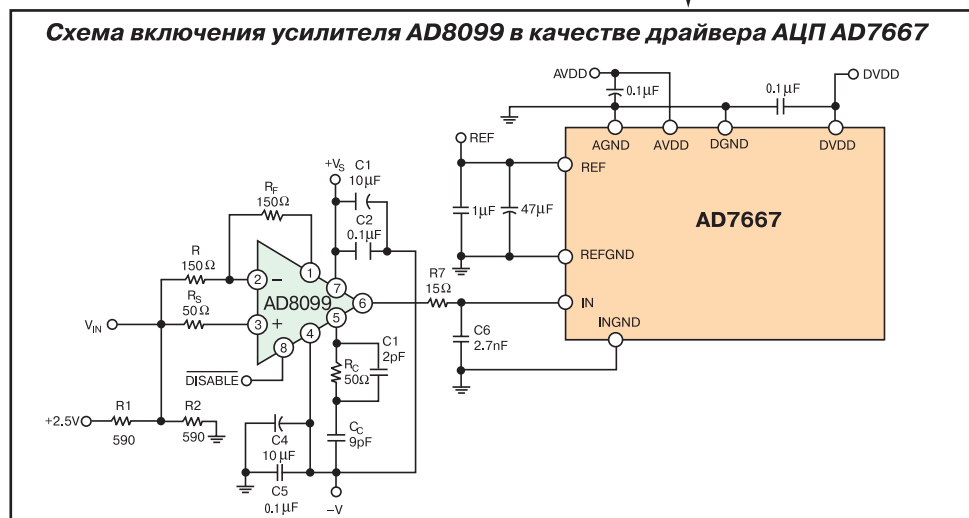 Схема включения усилителя AD8099 в качестве драйвера АЦП AD7667
AVDD
DVDD
0.1µF
0.1µF
AGND
AVDD
DGND
DVDD
REF
REF
1µF
47µF
REFGND
AD7667
IN
INGND
+VS
C1
10µF
C2
0.1µF
RF
150Ω
R
150Ω
RS
50Ω
VIN
2
−
1
7
AD8099
6
3
+
5
4
8
DISABLE
R7
15Ω
C6
2.7nF
C1
2pF
RC
50Ω
CC
9pF
+2.5V
R1
590
R2
590
C4
10µF
C5
0.1µF
−V